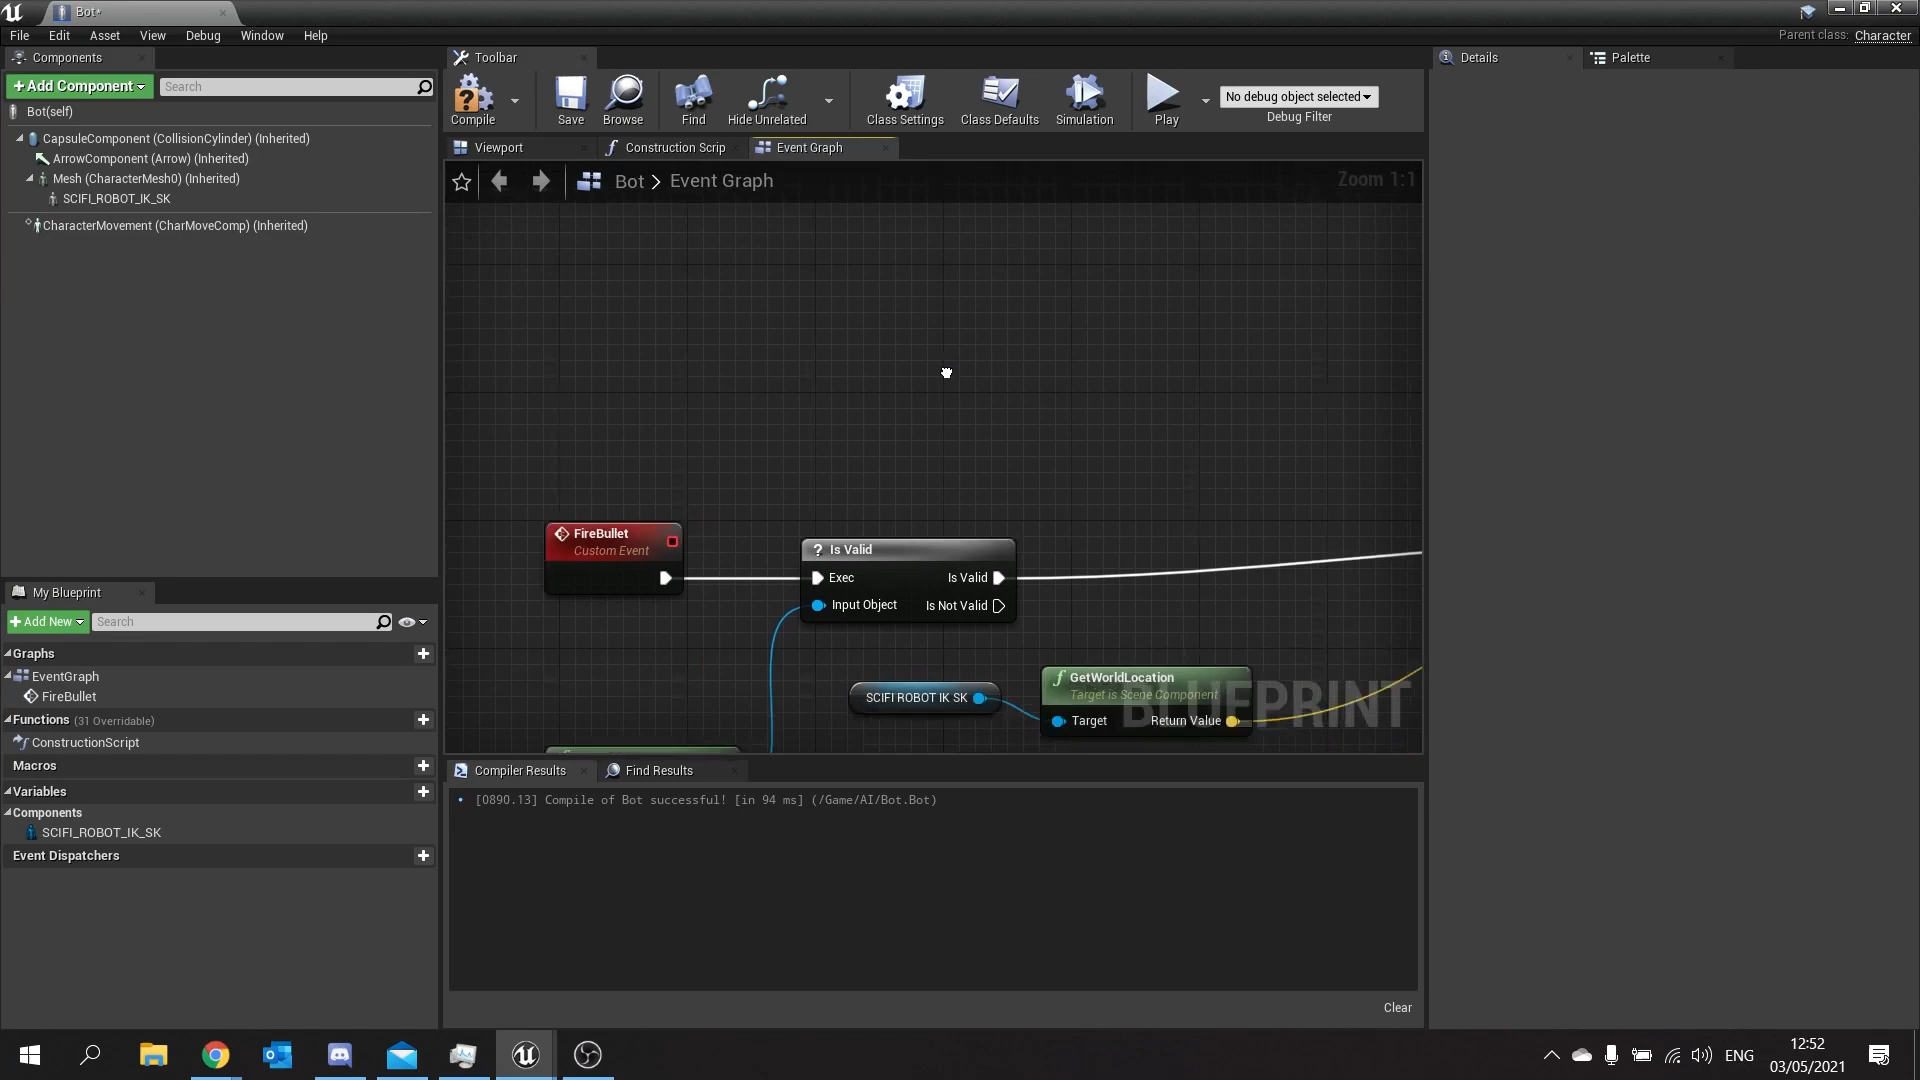 Bot*
File Edit Asset View Debug Window Help
Parent class: Character
Components
Add Component
Search
Bot(self)
CapsuleComponent (CollisionCylinder) (Inherited)
ArrowComponent (Arrow) (Inherited)
Mesh (CharacterMesh0) (Inherited)
SCIFI_ROBOT_IK_SK
CharacterMovement (CharMoveComp) (Inherited)
Toolbar
Compile
Save
Browse
Find
Hide Unrelated
Class Settings
Class Defaults
Simulation
Play
No debug object selected
Debug Filter
Viewport
Construction Scrip
Event Graph
Bot > Event Graph
Zoom 1:1
FireBullet
Custom Event
? Is Valid
Exec
Is Valid
Input Object
Is Not Valid
SCIFI ROBOT IK SK
GetWorldLocation
Target is Scene Component
Target
Return Value
BLUEPRINT
Details
Palette
My Blueprint
Add New
Search
Graphs
EventGraph
FireBullet
Functions (31 Overridable)
ConstructionScript
Macros
Variables
Components
SCIFI_ROBOT_IK_SK
Event Dispatchers
Compiler Results
Find Results
[0890.13] Compile of Bot successful! [in 94 ms] (/Game/AI/Bot.Bot)
Clear
ENG
12:52
03/05/2021